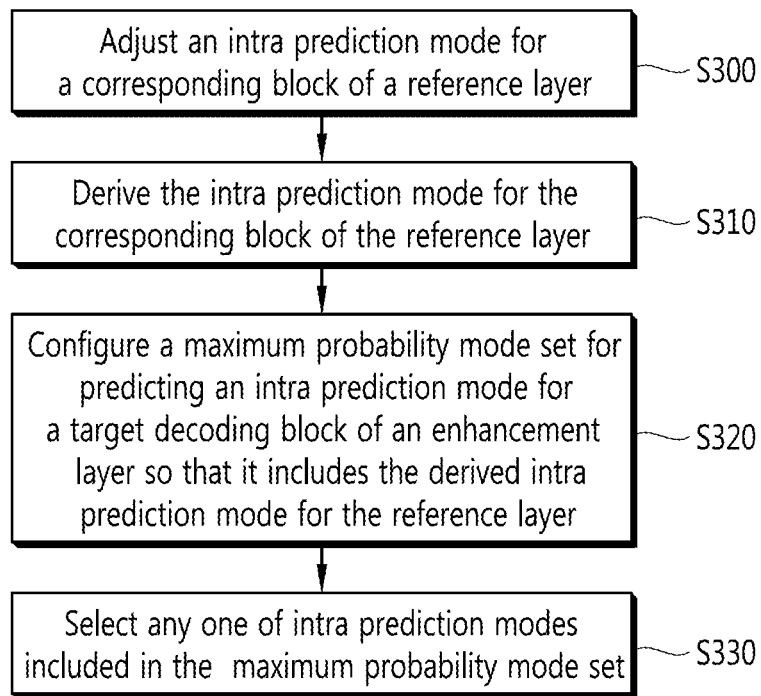 Adjust an intra prediction mode for
a corresponding block of a reference layer
S300
Derive the intra prediction mode for the
corresponding block of the reference layer
S310
Configure a maximum probability mode set for
predicting an intra prediction mode for
a target decoding block of an enhancement
layer so that it includes the derived intra
prediction mode for the reference layer
S320
Select any one of intra prediction modes
included in the maximum probability mode set
S330